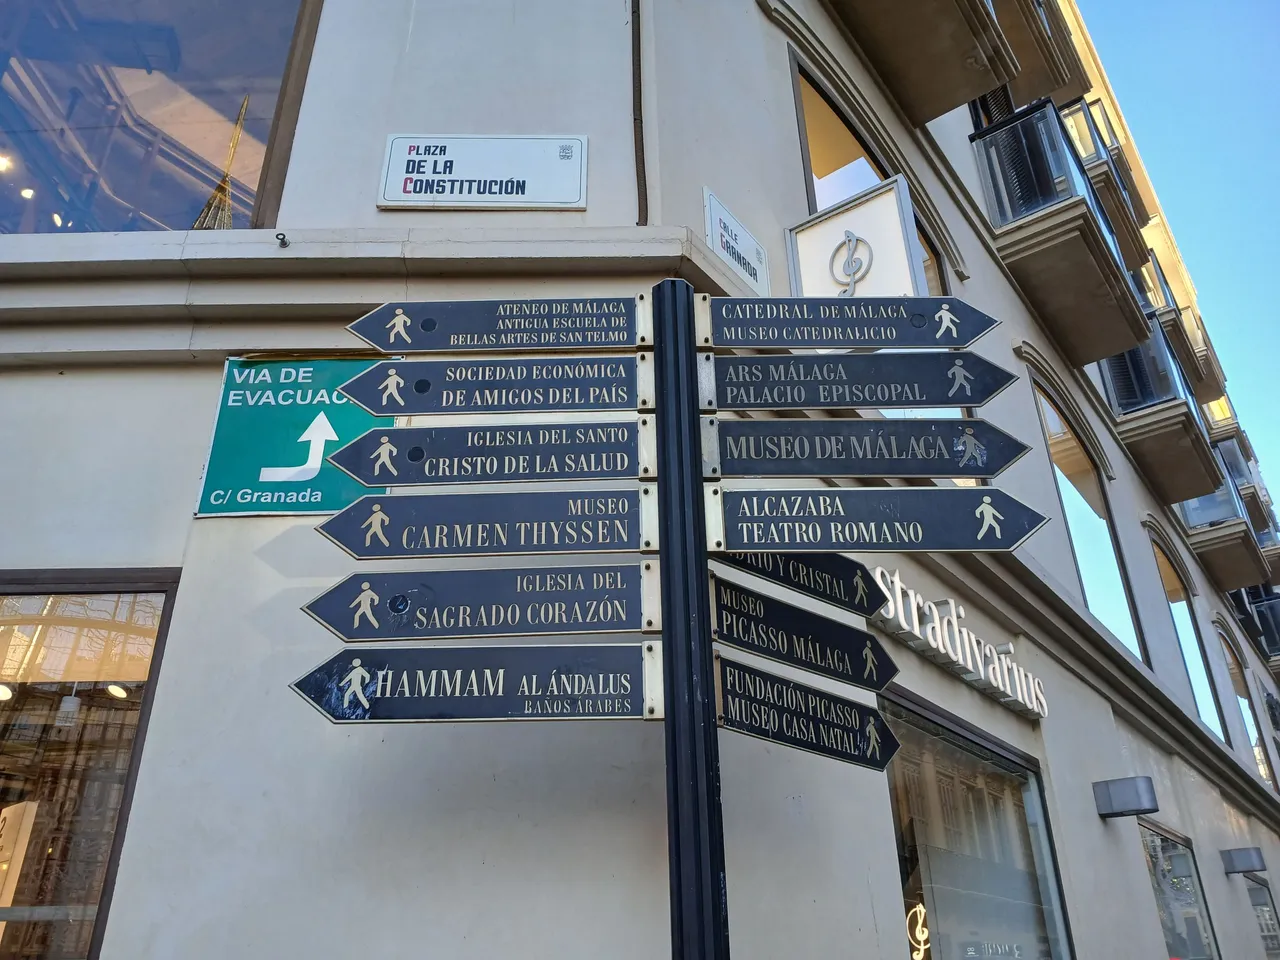 PLAZA
DE LA
CONSTITUCIÓN
CALLE
GRANADA
ATENEO DE MÁLAGA
ANTIGUA ESCUELA DE
BELLAS ARTES DE SAN TELMO
SOCIEDAD ECONÓMICA
DE AMIGOS DEL PAÍS
IGLESIA DEL SANTO
CRISTO DE LA SALUD
MUSEO
CARMEN THYSSEN
IGLESIA DEL
SAGRADO CORAZÓN
HAMMAM AL ÁNDALUS
BAÑOS ÁRABES
VIA DE
EVACUAC
C/ Granada
CATEDRAL DE MÁLAGA
MUSEO CATEDRALICIO
ARS MÁLAGA
PALACIO EPISCOPAL
MUSEO DE MÁLAGA
ALCAZABA
TEATRO ROMANO
Y CRISTAL
MUSEO
PICASSO MÁLAGA
FUNDACIÓN PICASSO
MUSEO CASA NATAL
stradivarius